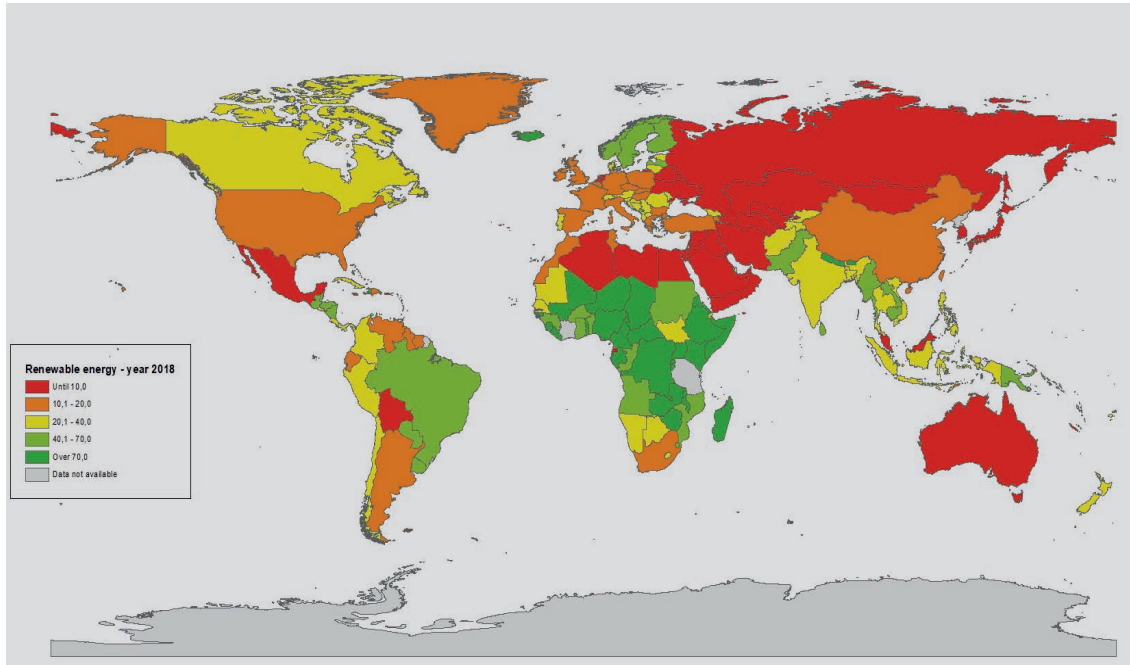 Renewable energy - year 2018
Until 10,0
10,1 - 20,0
20,1 - 40,0
40,1 - 70,0
Over 70,0
Data not available